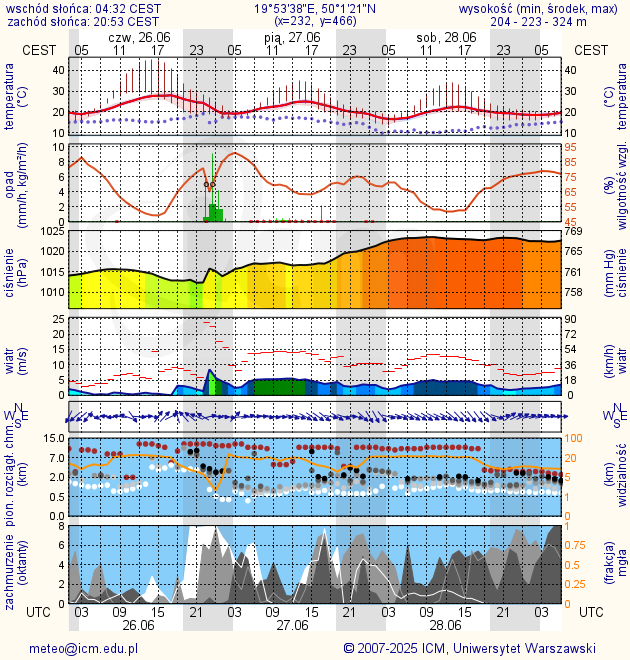 wschód słońca: 04:32 CEST 19°53'38"E, 50°1'21"N wysokość (min, środek, max)
zachód słońca: 20:53 CEST (x=232, y=466) 204 - 223 - 324 m
czw, 26.06 pią, 27.06 sob, 28.06
CEST 05 11 17 23 05 11 17 23 05 11 17 23 05 CEST
temperatura (°C) 40 30 20 10 40 30 20 10 temperatura (°C)
opad (mm/h, kg/m²/h) 10 8 6 4 2 0 95 85 75 65 55 45 (%) wilgotność wzgl.
ciśnienie (hPa) 1025 1020 1015 1010 769 765 761 758 (mm Hg) ciśnienie
wiatr (m/s) 25 20 15 10 5 0 90 72 54 36 18 0 (km/h) wiatr
N W E S N W E S
pion. rozciągł. chm. (km) 15.0 7.0 2.0 0.5 0.0 100 20 5 1 0 (km) widzialność
zachmurzenie (oktanty) 8 6 4 2 0 1 0.75 0.5 0.25 0 (frakcja) mgła
UTC 03 09 15 21 03 09 15 21 03 09 15 21 03 UTC
26.06 27.06 28.06
meteo@icm.edu.pl © 2007-2025 ICM, Uniwersytet Warszawski